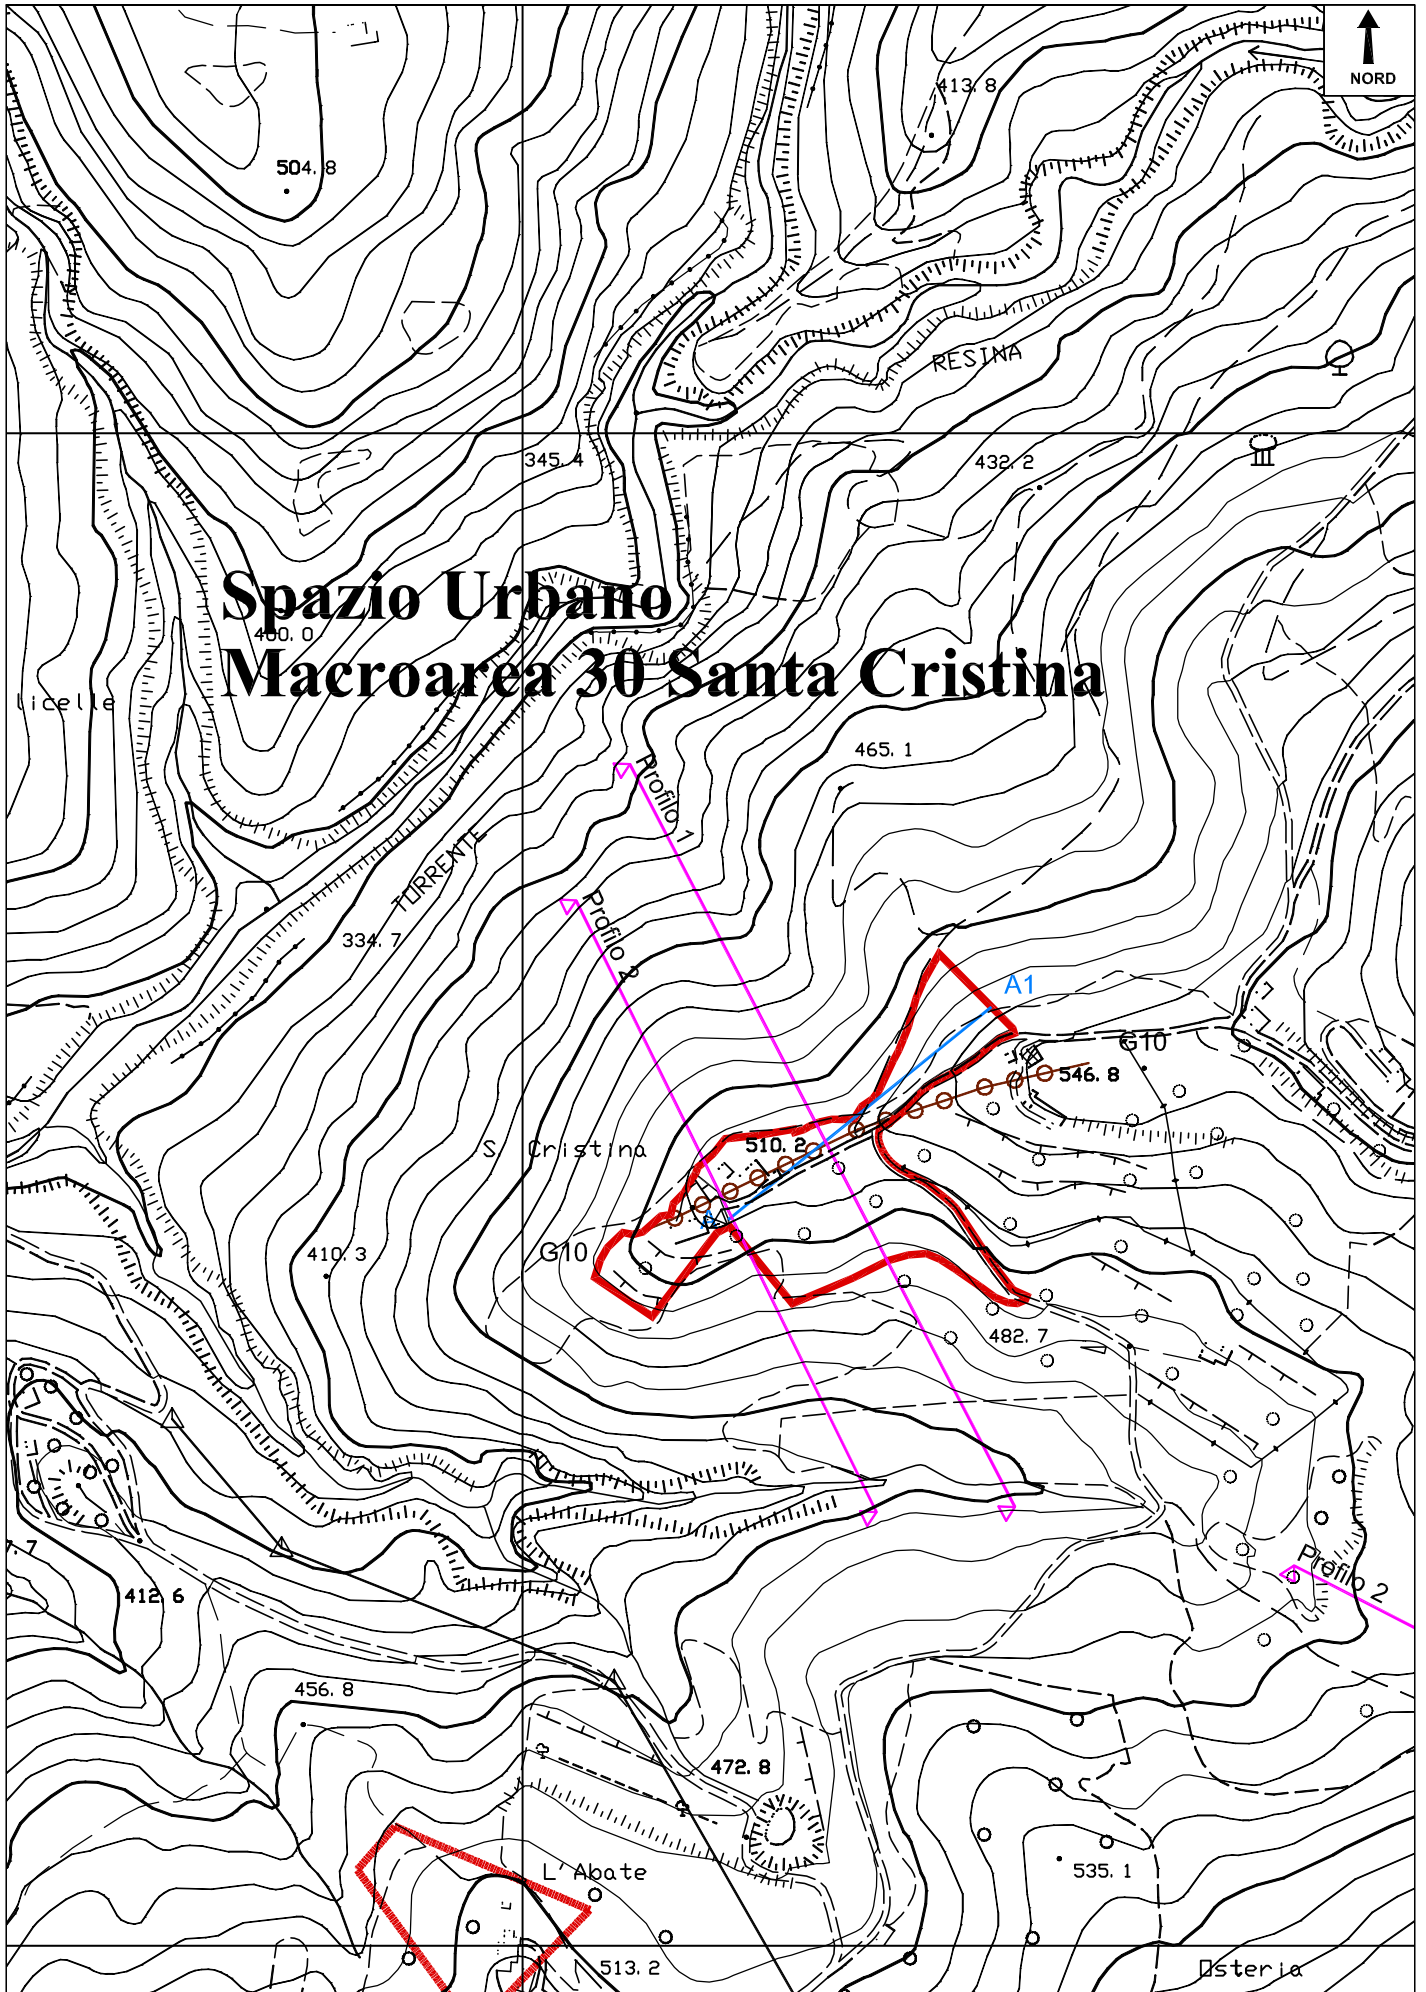 NORD
413.8
504.8
RESINA
345.4
432.2
Spazio Urbano
400.0
Macroarea 30 Santa Cristina
licelle
465.1
Profilo 1
TORRENTE
Profilo 2
334.7
A1
G10
546.8
S. Cristina
510.2
A
G10
410.3
482.7
7.7
Profilo 2
412.6
456.8
472.8
L'Abate
535.1
513.2
Osteria